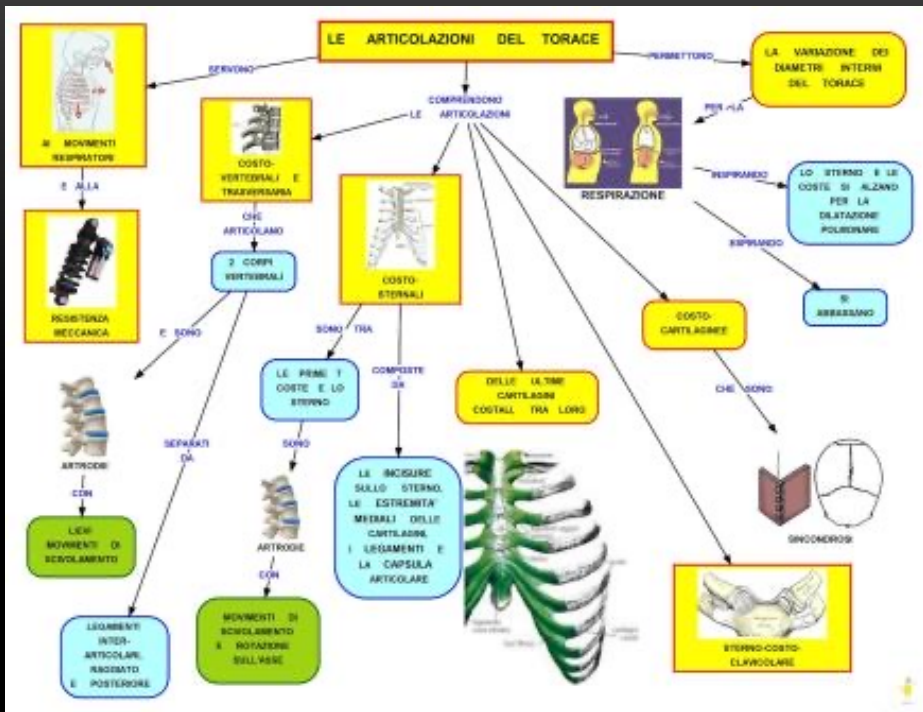 LE ARTICOLAZIONI DEL TORACE
SERVONO
PERMETTONO
AI MOVIMENTI
RESPIRATORI
E ALLA
RESISTENZA
MECCANICA
COMPRENDONO
LE ARTICOLAZIONI
LA VARIAZIONE DEI
DIAMETRI INTERNI
DEL TORACE
PER LA
RESPIRAZIONE
INSPIRANDO
LO STERNO E LE
COSTE SI ALZANO
PER LA
DILATAZIONE
POLMONARE
ESPIRANDO
SI
ABBASSANO
COSTO-
VERTEBRALI E
TRASVERSARIA
CHE
ARTICOLANO
2 CORPI
VERTEBRALI
E SONO
ARTRODIE
CON
LIEVI
MOVIMENTI DI
SCIVOLAMENTO
SEPARATI
DA
LEGAMENTI
INTER-
ARTICOLARI,
RAGGIATO
E POSTERIORE
COSTO-
STERNALI
SONO TRA
LE PRIME 7
COSTE E LO
STERNO
SONO
ARTRODIE
CON
MOVIMENTI DI
SCIVOLAMENTO
E ROTAZIONE
SULL'ASSE
COMPOSTE
DA
LE INCISURE
SULLO STERNO,
LE ESTREMITA'
MEDIALI DELLE
CARTILAGINI,
I LEGAMENTI E
LA CAPSULA
ARTICOLARE
DELLE ULTIME
CARTILAGINI
COSTALI, TRA LORO
COSTO-
CARTILAGINEE
CHE SONO
SINCONDROSI
STERNO-COSTO-
CLAVICOLARE